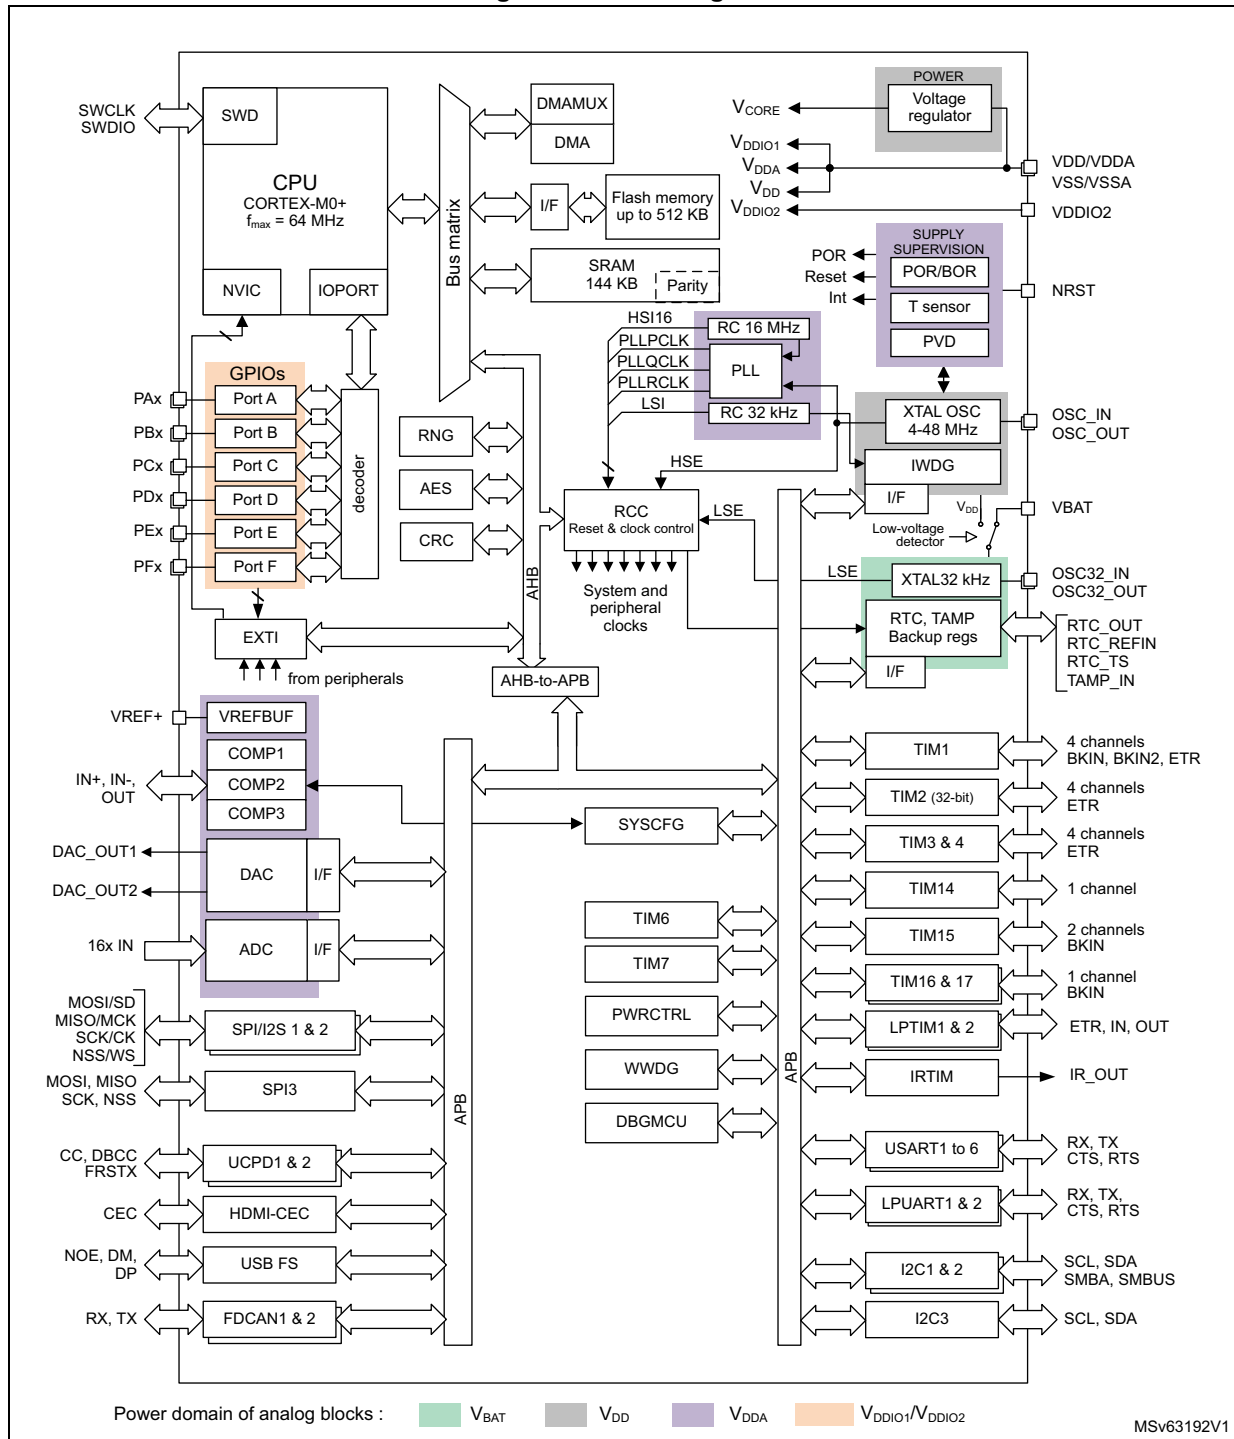 SWCLK
SWDIO
SWD
CPU
CORTEX-M0+
fmax = 64 MHz
NVIC
IOPORT
Bus matrix
DMAMUX
DMA
I/F
Flash memory
up to 512 KB
SRAM
144 KB
Parity
POWER
Voltage
regulator
VCORE
VDDIO1
VDDA
VDD
VDDIO2
VDD/VDDA
VSS/VSSA
VDDIO2
SUPPLY
SUPERVISION
POR/BOR
T sensor
PVD
POR
Reset
Int
NRST
HSI16
PLLPCLK
PLLQCLK
PLLRCLK
LSI
RC 16 MHz
PLL
RC 32 kHz
XTAL OSC
4-48 MHz
IWDG
I/F
OSC_IN
OSC_OUT
VDD
VBAT
Low-voltage
detector
GPIOs
PAx
Port A
PBx
Port B
PCx
Port C
PDx
Port D
PEx
Port E
PFx
Port F
decoder
RNG
AES
CRC
AHB
HSE
RCC
Reset & clock control
LSE
System and
peripheral
clocks
LSE
XTAL32 kHz
OSC32_IN
OSC32_OUT
RTC, TAMP
Backup regs
I/F
RTC_OUT
RTC_REFIN
RTC_TS
TAMP_IN
EXTI
from peripherals
AHB-to-APB
VREF+
VREFBUF
COMP1
COMP2
COMP3
IN+, IN-,
OUT
DAC_OUT1
DAC_OUT2
DAC
I/F
16x IN
ADC
I/F
MOSI/SD
MISO/MCK
SCK/CK
NSS/WS
SPI/I2S 1 & 2
MOSI, MISO
SCK, NSS
SPI3
CC, DBCC
FRSTX
UCPD1 & 2
CEC
HDMI-CEC
NOE, DM,
DP
USB FS
RX, TX
FDCAN1 & 2
APB
SYSCFG
TIM6
TIM7
PWRCTRL
WWDG
DBGMCU
APB
TIM1
4 channels
BKIN, BKIN2, ETR
TIM2 (32-bit)
4 channels
ETR
TIM3 & 4
4 channels
ETR
TIM14
1 channel
TIM15
2 channels
BKIN
TIM16 & 17
1 channel
BKIN
LPTIM1 & 2
ETR, IN, OUT
IRTIM
IR_OUT
USART1 to 6
RX, TX
CTS, RTS
LPUART1 & 2
RX, TX,
CTS, RTS
I2C1 & 2
SCL, SDA
SMBA, SMBUS
I2C3
SCL, SDA
Power domain of analog blocks :
VBAT
VDD
VDDA
VDDIO1/VDDIO2
MSv63192V1